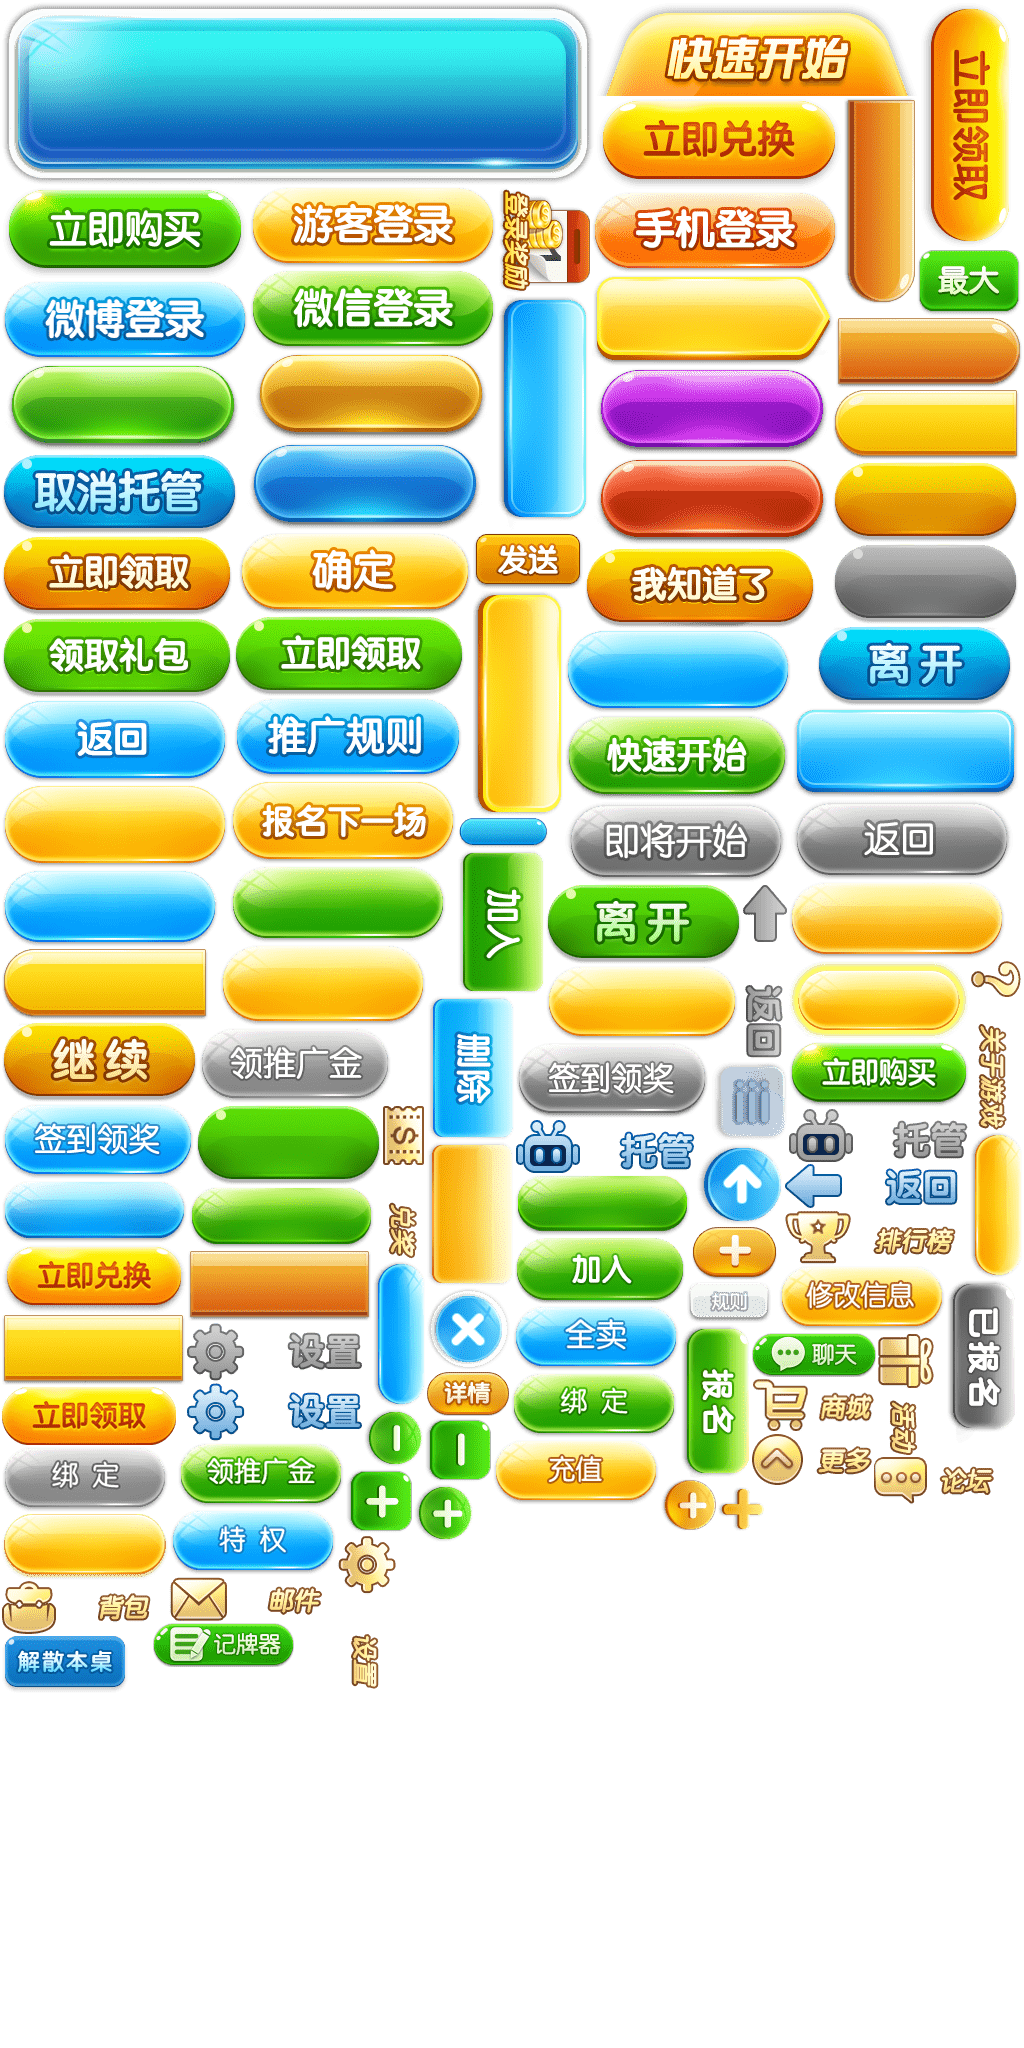 快速开始
立即领取
立即兑换
立即购买
游客登录
登录奖励
手机登录
最大
微博登录
微信登录
取消托管
立即领取
确定
发送
我知道了
领取礼包
立即领取
离 开
返回
推广规则
快速开始
报名下一场
即将开始
返回
加入
离 开
返回
继 续
领推广金
删除
签到领奖
立即购买
关于游戏
签到领奖
托管
托管
返回
兑奖
排行榜
立即兑换
加入
规则
修改信息
设置
全卖
聊天
已报名
立即领取
设置
详情
绑 定
报名
商城
活动
绑 定
领推广金
充值
更多
论坛
特 权
背包
邮件
解散本桌
记牌器
设置